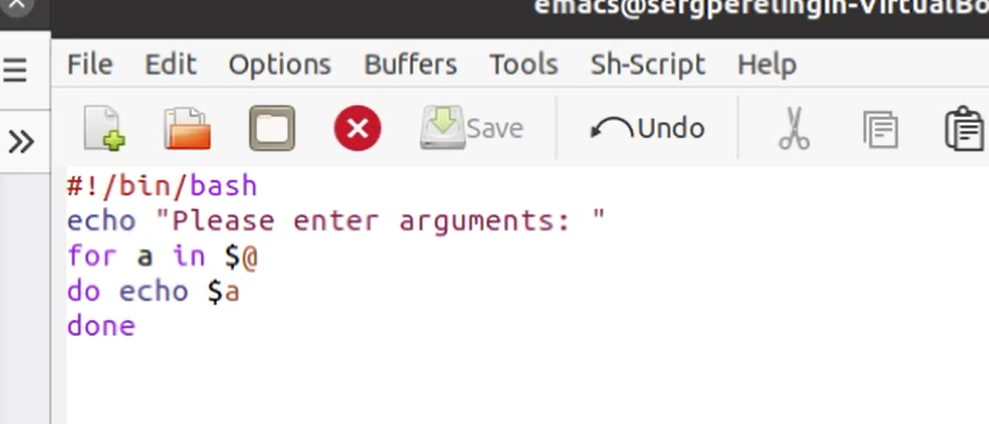 emacs@sergperelingin-VirtualBo
File Edit Options Buffers Tools Sh-Script Help
Save Undo
#!/bin/bash
echo "Please enter arguments: "
for a in $@
do echo $a
done